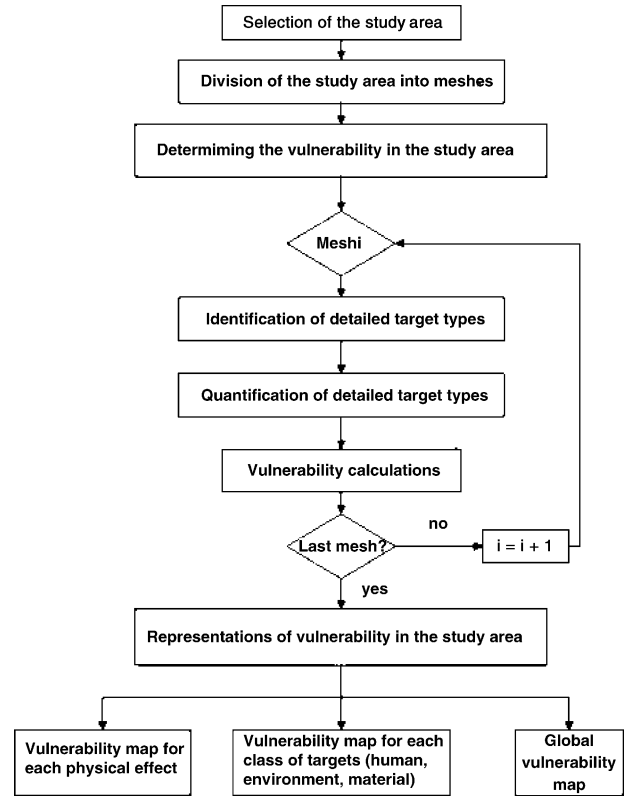 Selection of the study area
Division of the study area into meshes
Determiming the vulnerability in the study area
Meshi
Identification of detailed target types
Quantification of detailed target types
Vulnerability calculations
Last mesh?
no
i = i + 1
yes
Representations of vulnerability in the study area
Vulnerability map for
each physical effect
Vulnerability map for each
class of targets (human,
environment, material)
Global
vulnerability
map